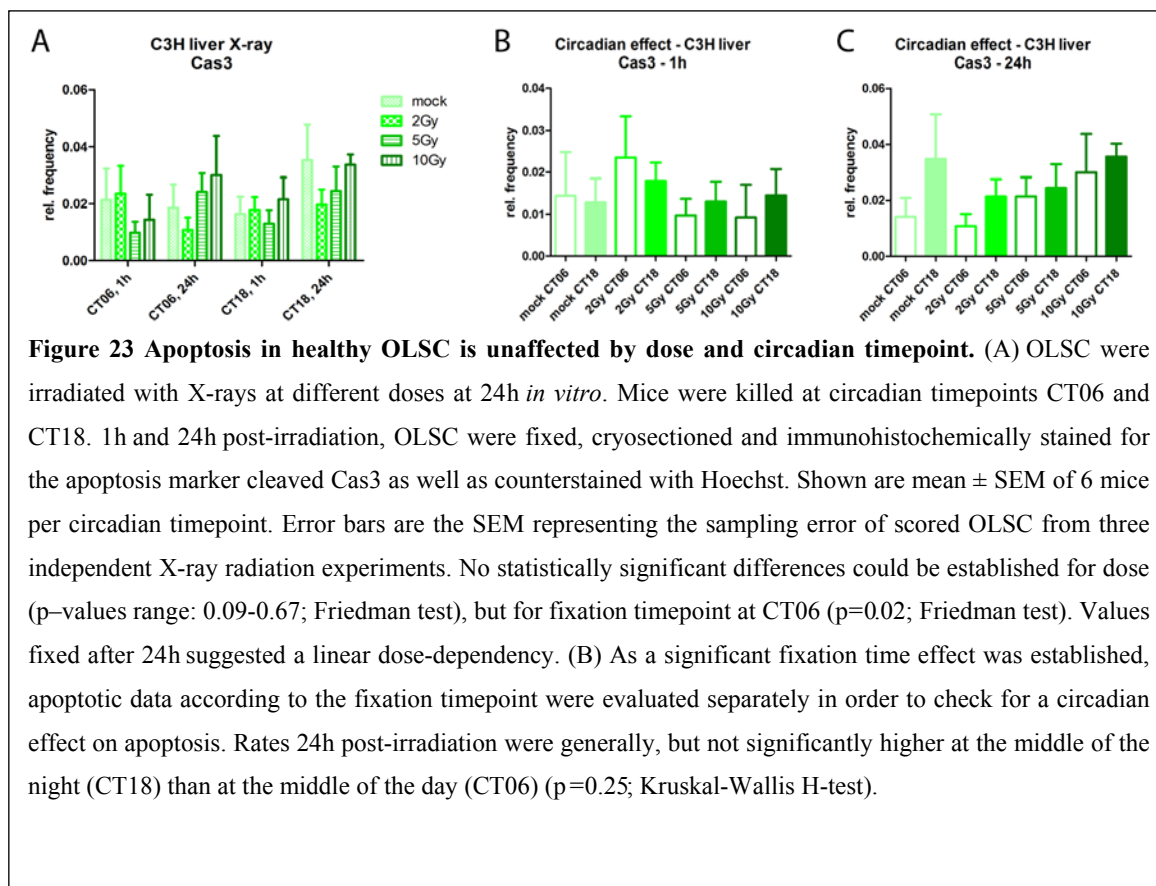 A
C3H liver X-ray
Cas3
rel. frequency
0.06
0.04
0.02
0.00
CT06, 1h
CT06, 24h
CT18, 1h
CT18, 24h
mock
2Gy
5Gy
10Gy
B
Circadian effect - C3H liver
Cas3 - 1h
rel. frequency
0.04
0.03
0.02
0.01
0.00
mock CT06
mock CT18
2Gy CT06
2Gy CT18
5Gy CT06
5Gy CT18
10Gy CT06
10Gy CT18
C
Circadian effect - C3H liver
Cas3 - 24h
rel. frequency
0.06
0.04
0.02
0.00
mock CT06
mock CT18
2Gy CT06
2Gy CT18
5Gy CT06
5Gy CT18
10Gy CT06
10Gy CT18
Figure 23 Apoptosis in healthy OLSC is unaffected by dose and circadian timepoint. (A) OLSC were
irradiated with X-rays at different doses at 24h in vitro. Mice were killed at circadian timepoints CT06 and
CT18. 1h and 24h post-irradiation, OLSC were fixed, cryosectioned and immunohistochemically stained for
the apoptosis marker cleaved Cas3 as well as counterstained with Hoechst. Shown are mean ± SEM of 6 mice
per circadian timepoint. Error bars are the SEM representing the sampling error of scored OLSC from three
independent X-ray radiation experiments. No statistically significant differences could be established for dose
(p–values range: 0.09-0.67; Friedman test), but for fixation timepoint at CT06 (p=0.02; Friedman test). Values
fixed after 24h suggested a linear dose-dependency. (B) As a significant fixation time effect was established,
apoptotic data according to the fixation timepoint were evaluated separately in order to check for a circadian
effect on apoptosis. Rates 24h post-irradiation were generally, but not significantly higher at the middle of the
night (CT18) than at the middle of the day (CT06) (p=0.25; Kruskal-Wallis H-test).